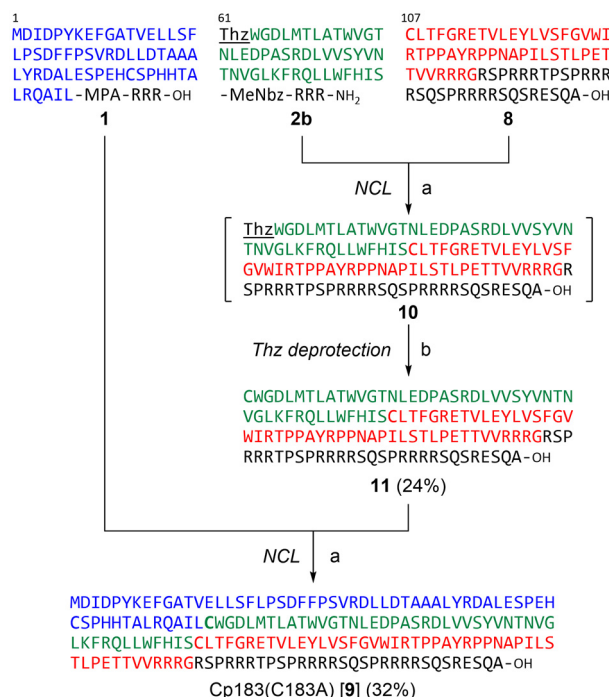 1
MDIDPYKEFGATVELLSF
LPSDFFPSVRDLLDTAAA
LYRDALESPEHCSPHHTA
LRQAIL-MPA-RRR-OH
1
61
ThzWGDLMTLATWVGT
NLEDPASRDLVVSYVN
TNVGLKFRQLLWFHIS
-MeNbz-RRR-NH2
2b
107
CLTFGRETVLEYLVSFGVWI
RTPPAYRPPNAPILSTLPET
TVVRRRGRSPRRRTPSPRRR
RSQSPRRRRSQSRESQA-OH
8
NCL a
ThzWGDLMTLATWVGTNLEDPASRDLVVSYVN
TNVGLKFRQLLWFHISCLTFGRETVLEYLVSF
GVWIRTPPAYRPPNAPILSTLPETTVVRRRGR
SPRRRTPSPRRRRSQSPRRRRSQSRESQA-OH
10
Thz deprotection b
CWGDLMTLATWVGTNLEDPASRDLVVSYVNTN
VGLKFRQLLWFHISCLTFGRETVLEYLVSFGV
WIRTPPAYRPPNAPILSTLPETTVVRRRGRSP
RRRTPSPRRRRSQSPRRRRSQSRESQA-OH
11 (24%)
NCL a
MDIDPYKEFGATVELLSFLPSDFFPSVRDLLDTAAALYRDALESPEH
CSPHHTALRQAILCWGDLMTLATWVGTNLEDPASRDLVVSYVNTNVG
LKFRQLLWFHISCLTFGRETVLEYLVSFGVWIRTPPAYRPPNAPILS
TLPETTVVRRRGRSPRRRTPSPRRRRSQSPRRRRSQSRESQA-OH
Cp183(C183A) [9] (32%)